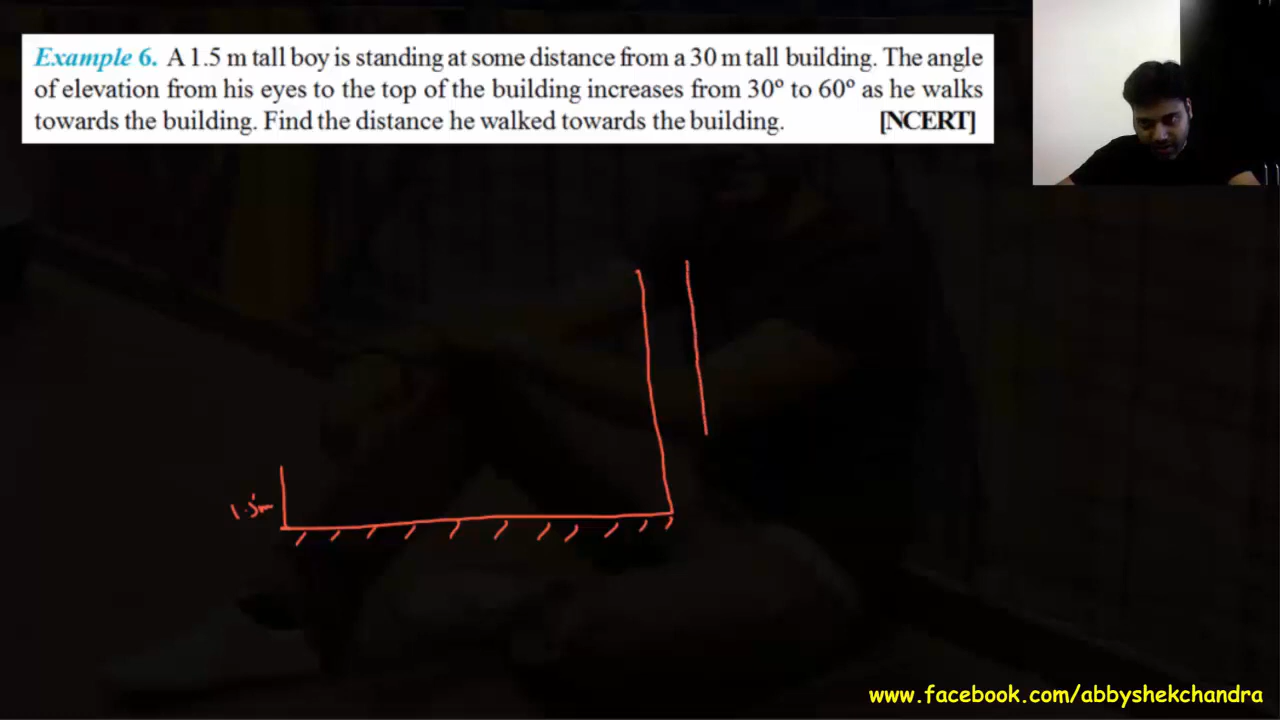 Example 6. A 1.5 m tall boy is standing at some distance from a 30 m tall building. The angle
of elevation from his eyes to the top of the building increases from 30º to 60º as he walks
towards the building. Find the distance he walked towards the building. [NCERT]
1.5m
www.facebook.com/abbyshekchandra